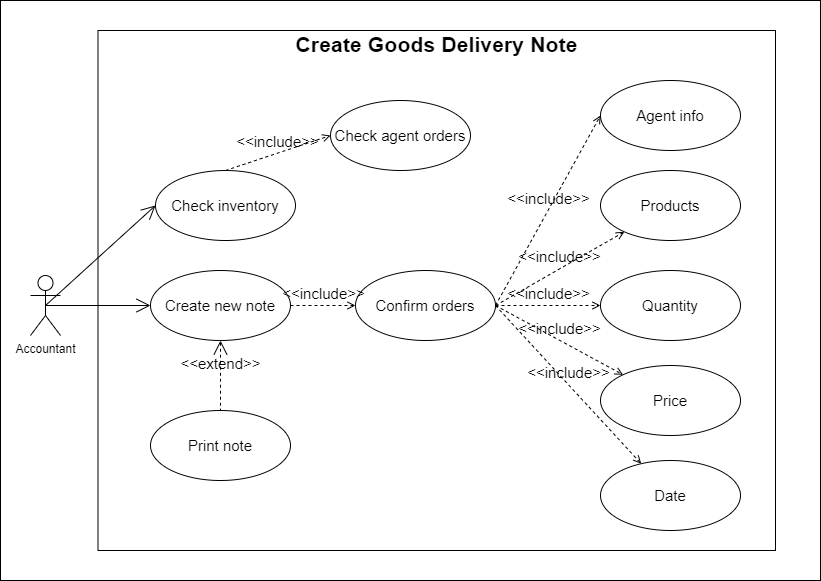 Create Goods Delivery Note
Agent info
<<include>>
Check agent orders
<<include>>
Check inventory
Products
<<include>>
<<include>>
Create new note
<<include>>
Confirm orders
<<include>>
Quantity
<<include>>
Accountant
<<extend>>
<<include>>
Price
Print note
Date